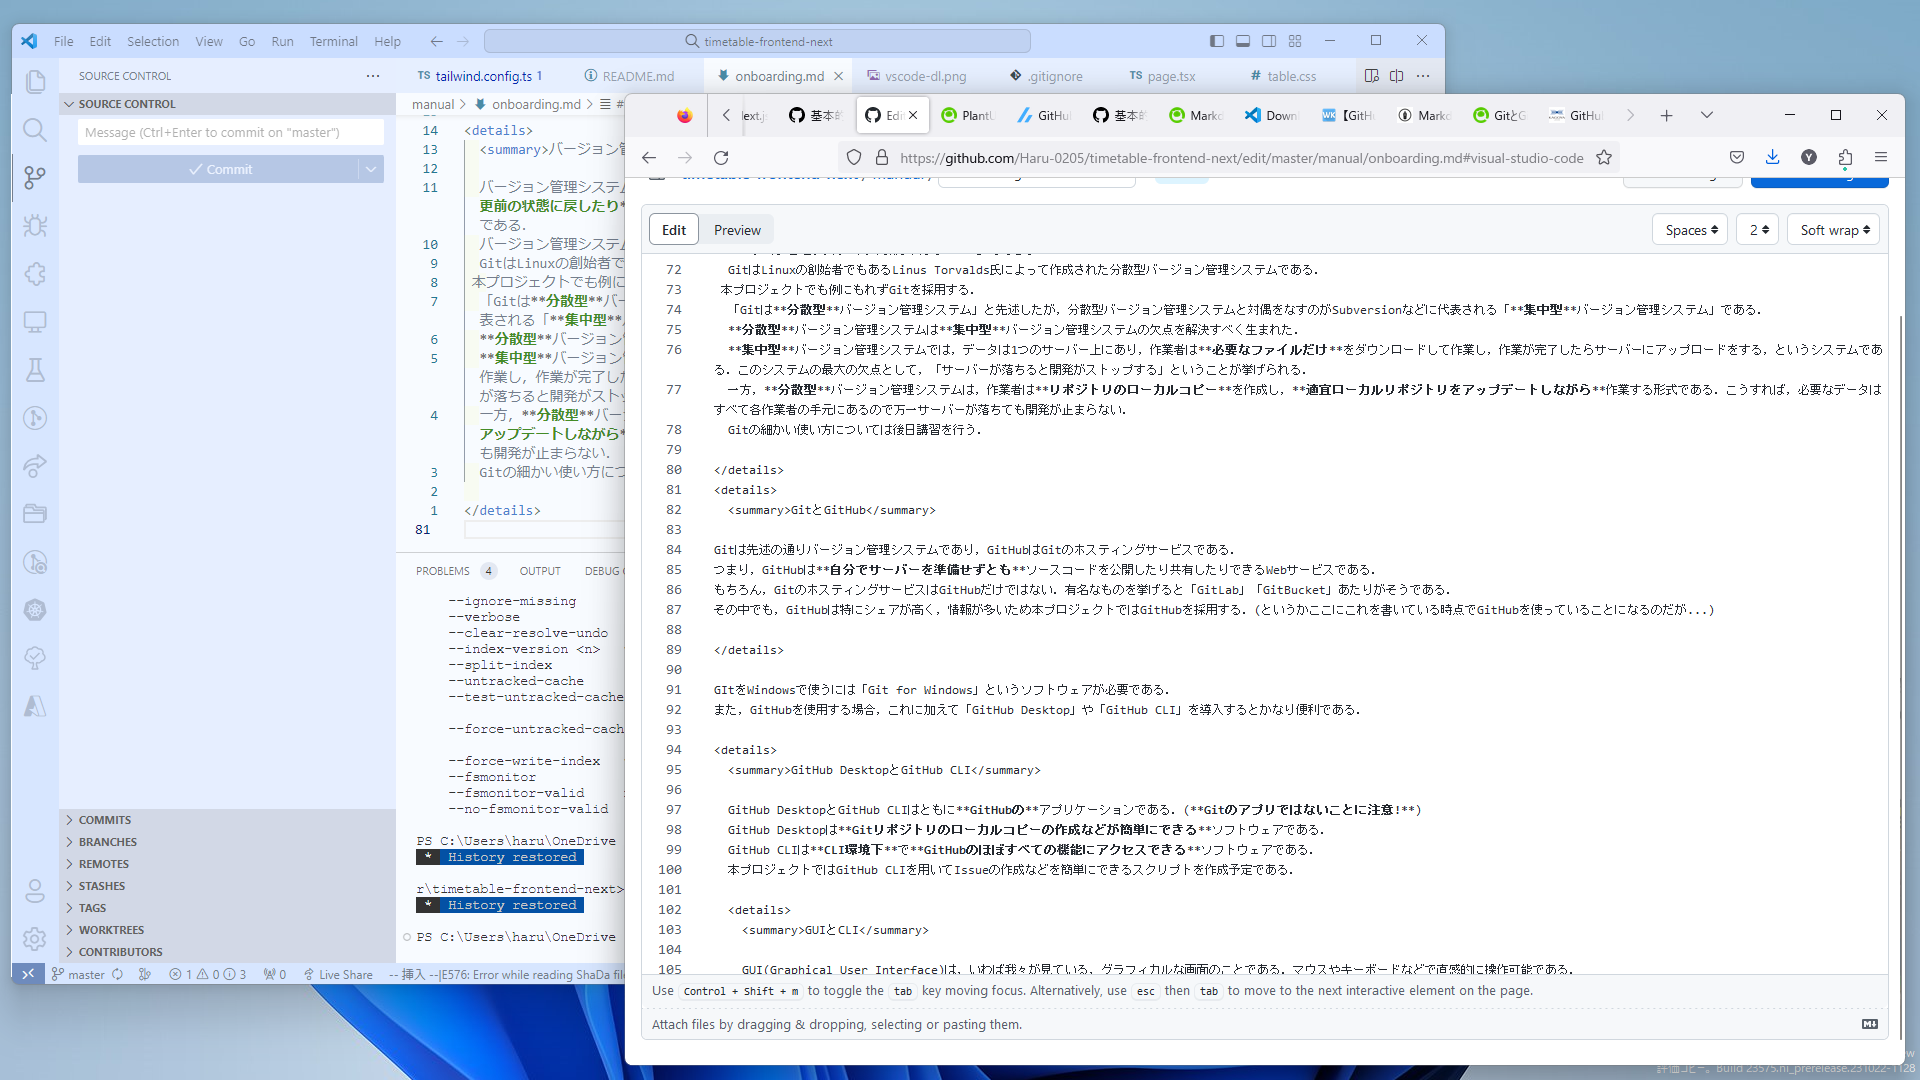 File Edit Selection View Go Run Terminal Help
timetable-frontend-next
SOURCE CONTROL
TS tailwind.config.ts 1
README.md
onboarding.md
vscode-dl.png
.gitignore
TS page.tsx
# table.css
SOURCE CONTROL
Message (Ctrl+Enter to commit on "master")
Commit
manual > onboarding.md >
14 <details>
13 <summary>バージョン管
12
11 バージョン管理システム
更前の状態に戻したり*
である．
10 バージョン管理システム
9 GitはLinuxの創始者で
8 本プロジェクトでも例に
7 「Gitは**分散型**バー
表される「**集中型**
6 **分散型**バージョン
5 **集中型**バージョン
作業し，作業が完了し
が落ちると開発がスト
4 一方，**分散型**バー
アップデートしながら*
も開発が止まらない．
3 Gitの細かい使い方につ
2
1 </details>
81
PROBLEMS 4 OUTPUT DEBUG
--ignore-missing
--verbose
--clear-resolve-undo
--index-version <n>
--split-index
--untracked-cache
--test-untracked-cache
--force-untracked-cach
--force-write-index
--fsmonitor
--fsmonitor-valid
--no-fsmonitor-valid
PS C:\Users\haru\OneDrive
* History restored
r\timetable-frontend-next>
* History restored
PS C:\Users\haru\OneDrive
COMMITS
BRANCHES
REMOTES
STASHES
TAGS
WORKTREES
CONTRIBUTORS
master 1 0 3 0 Live Share -- 挿入 --|E576: Error while reading ShaDa fil
ext.js
基本的
Edi
PlantU
GitHu
基本的
Mark
Down
【GitHu
Mark
GitとG
GitHu
https://github.com/Haru-0205/timetable-frontend-next/edit/master/manual/onboarding.md#visual-studio-code
Edit Preview
Spaces 2 Soft wrap
72 GitはLinuxの創始者でもあるLinus Torvalds氏によって作成された分散型バージョン管理システムである．
73 本プロジェクトでも例にもれずGitを採用する．
74 「Gitは**分散型**バージョン管理システム」と先述したが，分散型バージョン管理システムと対偶をなすのがSubversionなどに代表される「**集中型**バージョン管理システム」である．
75 **分散型**バージョン管理システムは**集中型**バージョン管理システムの欠点を解決すべく生まれた．
76 **集中型**バージョン管理システムでは，データは1つのサーバー上にあり，作業者は**必要なファイルだけ**をダウンロードして作業し，作業が完了したらサーバーにアップロードをする，というシステムであ
る．このシステムの最大の欠点として，「サーバーが落ちると開発がストップする」ということが挙げられる．
77 一方，**分散型**バージョン管理システムは，作業者は**リポジトリのローカルコピー**を作成し，**適宜ローカルリポジトリをアップデートしながら**作業する形式である．こうすれば，必要なデータは
すべて各作業者の手元にあるので万一サーバーが落ちても開発が止まらない．
78 Gitの細かい使い方については後日講習を行う．
79
80 </details>
81 <details>
82 <summary>GitとGitHub</summary>
83
84 Gitは先述の通りバージョン管理システムであり，GitHubはGitのホスティングサービスである．
85 つまり，GitHubは**自分でサーバーを準備せずとも**ソースコードを公開したり共有したりできるWebサービスである．
86 もちろん，GitのホスティングサービスはGitHubだけではない．有名なものを挙げると「GitLab」「GitBucket」あたりがそうである．
87 その中でも，GitHubは特にシェアが高く，情報が多いため本プロジェクトではGitHubを採用する．(というかここにこれを書いている時点でGitHubを使っていることになるのだが...)
88
89 </details>
90
91 GItをWindowsで使うには「Git for Windows」というソフトウェアが必要である．
92 また，GitHubを使用する場合，これに加えて「GitHub Desktop」や「GitHub CLI」を導入するとかなり便利である．
93
94 <details>
95 <summary>GitHub DesktopとGitHub CLI</summary>
96
97 GitHub DesktopとGitHub CLIはともに**GitHubの**アプリケーションである．(**Gitのアプリではないことに注意!**)
98 GitHub Desktopは**Gitリポジトリのローカルコピーの作成などが簡単にできる**ソフトウェアである．
99 GitHub CLIは**CLI環境下**で**GitHubのほぼすべての機能にアクセスできる**ソフトウェアである．
100 本プロジェクトではGitHub CLIを用いてIssueの作成などを簡単にできるスクリプトを作成予定である．
101
102 <details>
103 <summary>GUIとCLI</summary>
104
105 GUI(Graphical User Interface)は，いわば我々が見ている，グラフィカルな画面のことである．マウスやキーボードなどで直感的に操作可能である．
Use Control + Shift + m to toggle the tab key moving focus. Alternatively, use esc then tab to move to the next interactive element on the page.
Attach files by dragging & dropping, selecting or pasting them.
評価コピー。Build 23575.ni_prerelease.231022-1128